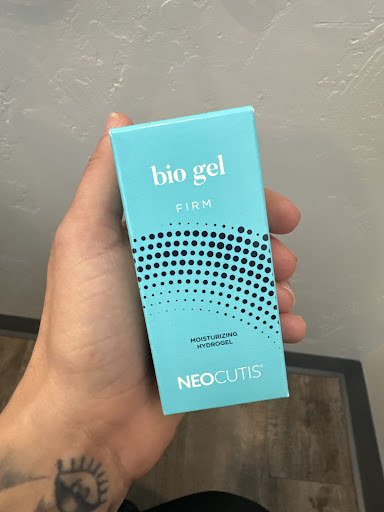 bio gel
FIRM
MOISTURIZING
HYDROGEL
NEOCUTIS®